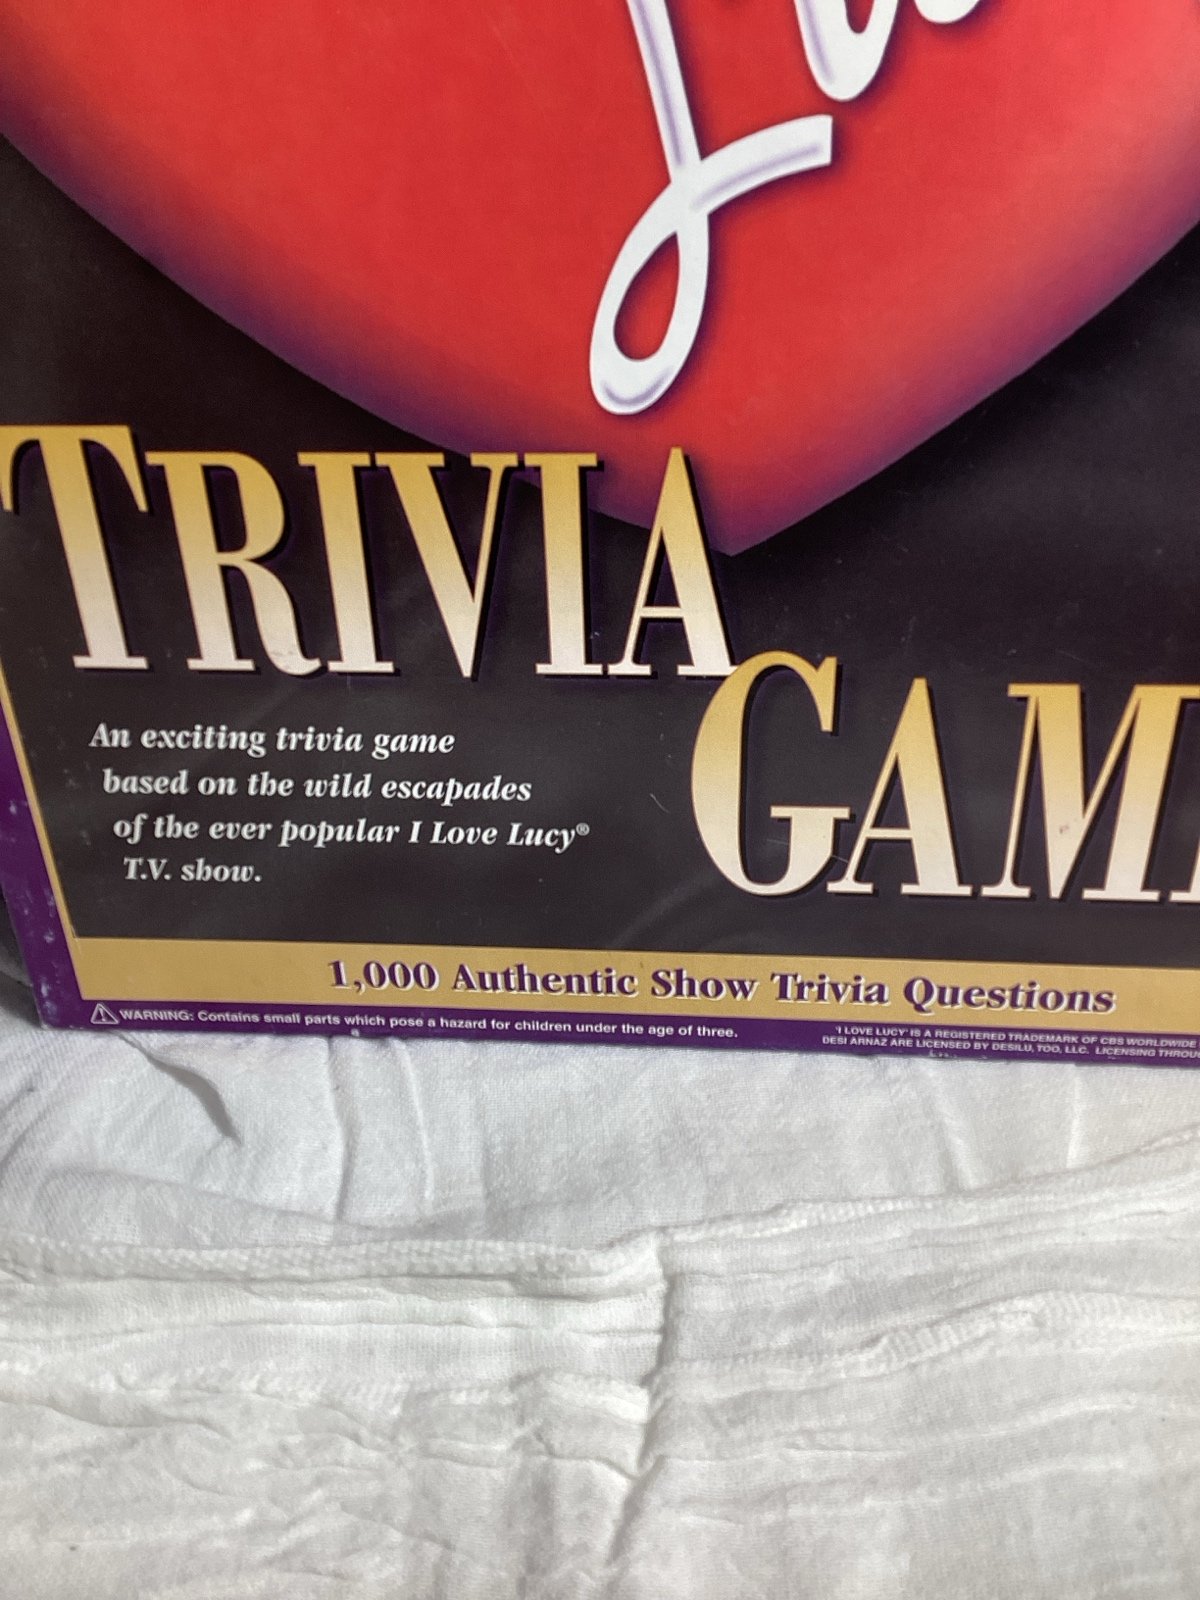 TRIVIA
GAM
An exciting trivia game
based on the wild escapades
of the ever popular I Love Lucy®
T.V. show.
1,000 Authentic Show Trivia Questions
WARNING: Contains small parts which pose a hazard for children under the age of three.
'I LOVE LUCY' IS A REGISTERED TRADEMARK OF CBS WORLDWIDE
DESI ARNAZ ARE LICENSED BY DESILU, TOO, LLC. LICENSING